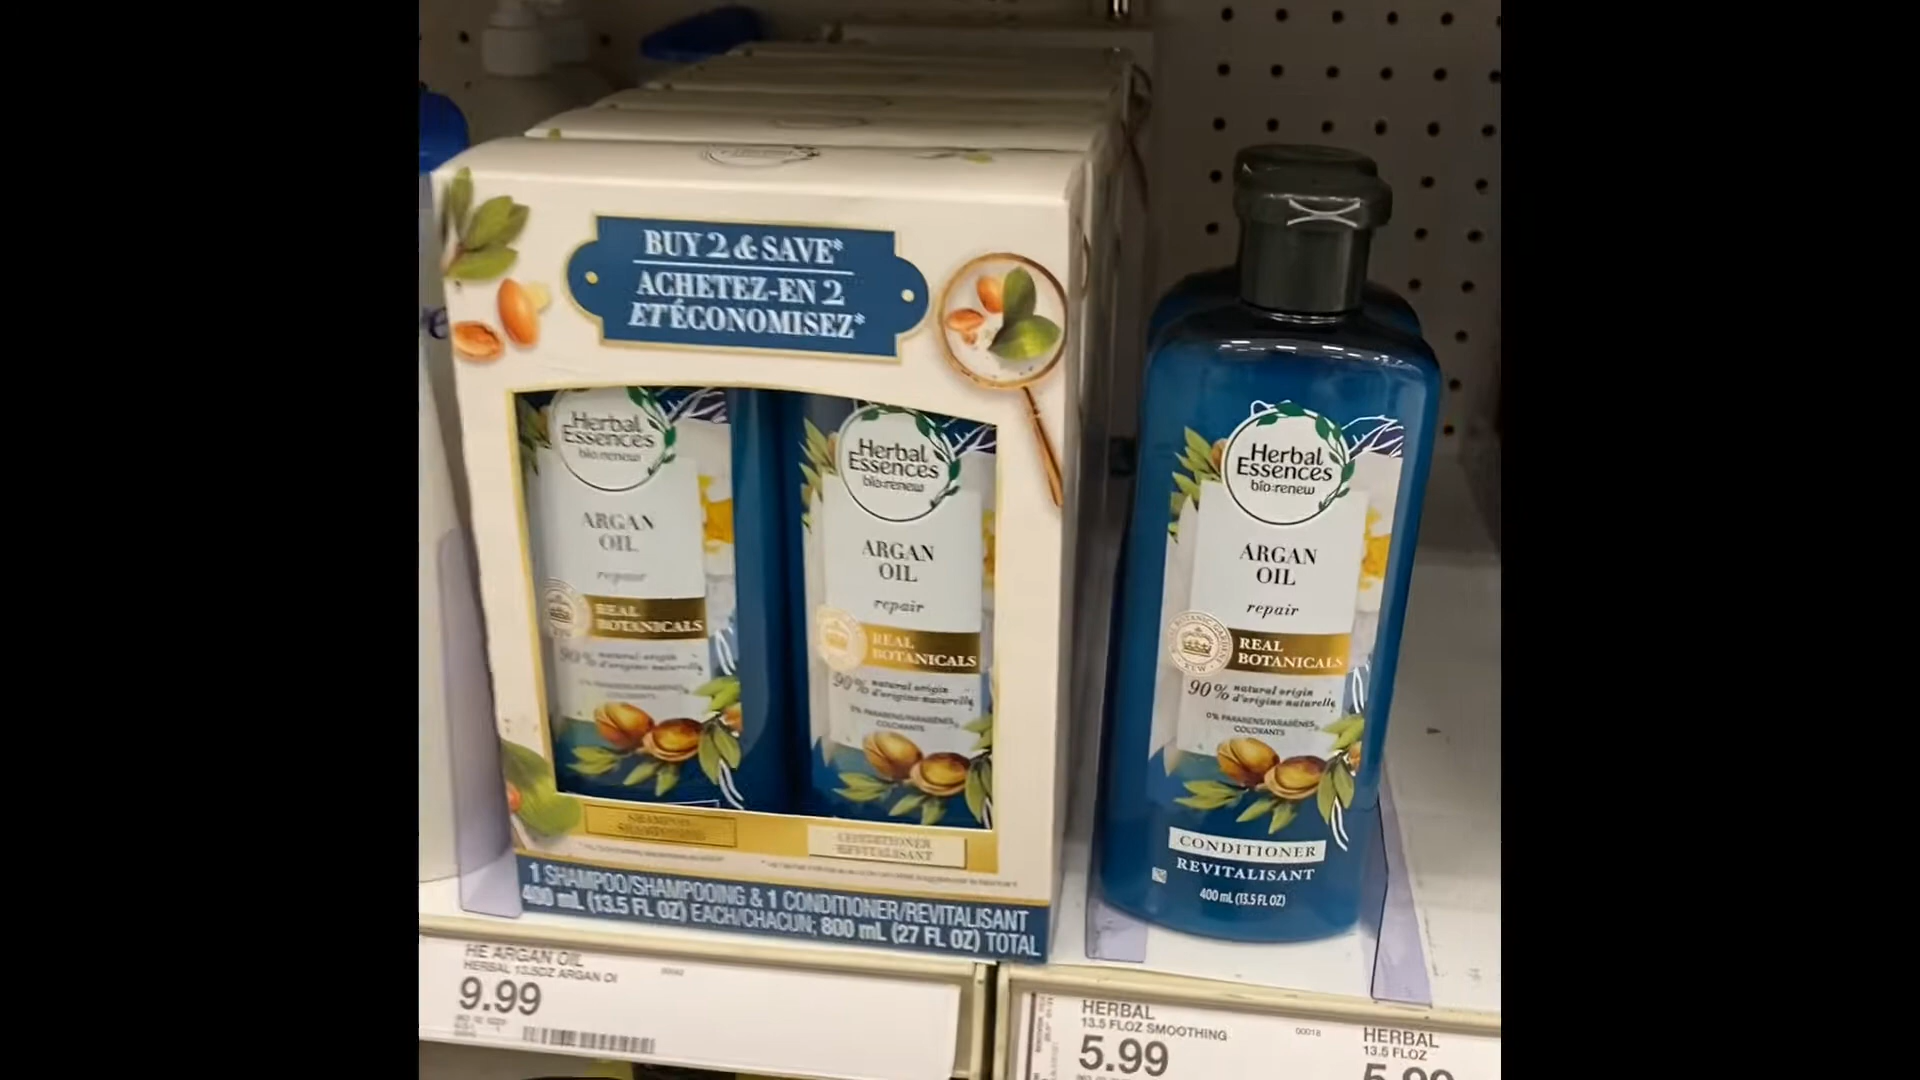 BUY 2 & SAVE*
ACHETEZ-EN 2
ET ÉCONOMISEZ*
Herbal
Essences
bio:renew
ARGAN
OIL
repair
REAL
BOTANICALS
90% natural origin
d'origine naturelle
Herbal
Essences
bio:renew
ARGAN
OIL
repair
REAL
BOTANICALS
90% natural origin
d'origine naturelle
0% PARABENS/PARABÈNES,
COLORANTS
SHAMPOO
SHAMPOOING
CONDITIONER
REVITALISANT
1 SHAMPOO/SHAMPOOING & 1 CONDITIONER/REVITALISANT
400 mL (13.5 FL OZ) EACH/CHACUN; 800 mL (27 FL OZ) TOTAL
Herbal
Essences
bio:renew
ARGAN
OIL
repair
REAL
BOTANICALS
90% natural origin
d'origine naturelle
0% PARABENS/PARABÈNES,
COLORANTS
CONDITIONER
REVITALISANT
400 mL (13.5 FL OZ)
HE ARGAN OIL
HERBAL 13.5OZ ARGAN OI
9.99
HERBAL
13.5 FLOZ SMOOTHING
00018
5.99
HERBAL
13.5 FLOZ
5.99